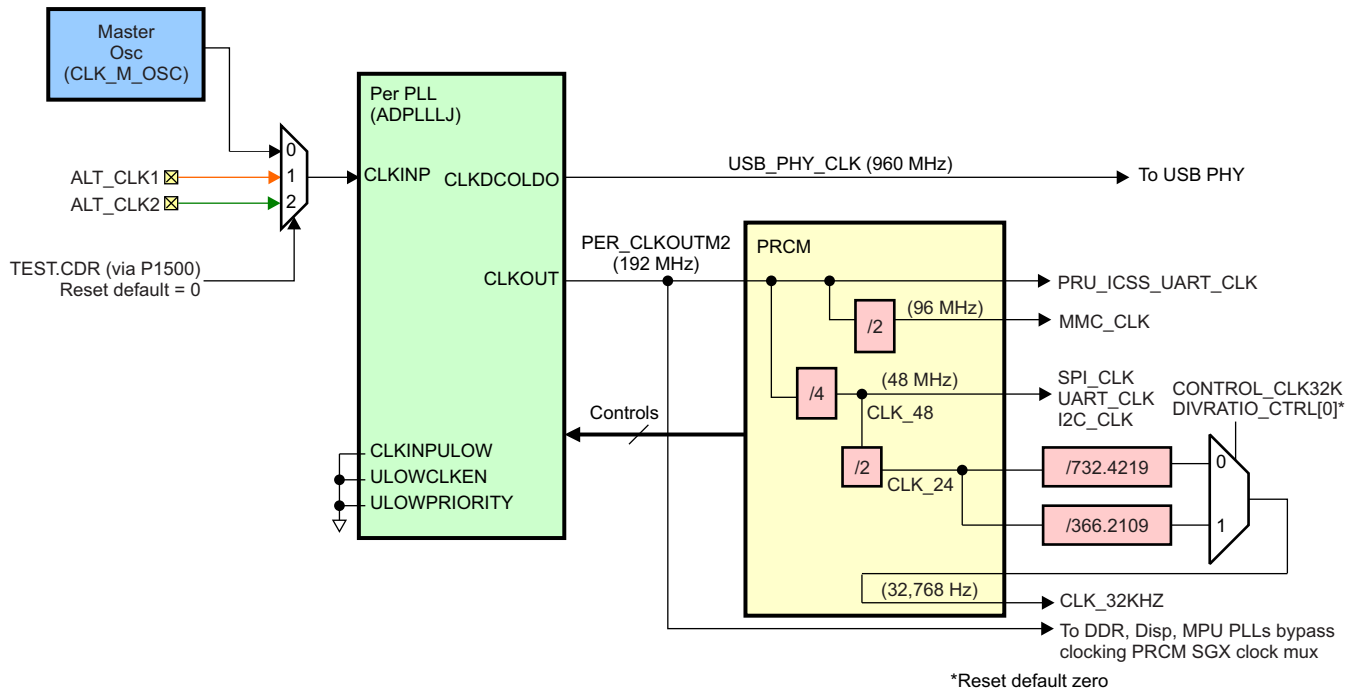 Master
Osc
(CLK_M_OSC)
ALT_CLK1
ALT_CLK2
0
1
2
TEST.CDR (via P1500)
Reset default = 0
Per PLL
(ADPLLLJ)
CLKINP
CLKDCOLDO
CLKOUT
CLKINPULOW
ULOWCLKEN
ULOWPRIORITY
USB_PHY_CLK (960 MHz)
To USB PHY
PER_CLKOUTM2
(192 MHz)
Controls
PRCM
PRU_ICSS_UART_CLK
/2
(96 MHz)
MMC_CLK
/4
(48 MHz)
CLK_48
SPI_CLK
UART_CLK
I2C_CLK
/2
CLK_24
CONTROL_CLK32K
DIVRATIO_CTRL[0]*
/732.4219
0
/366.2109
1
(32,768 Hz)
CLK_32KHZ
To DDR, Disp, MPU PLLs bypass
clocking PRCM SGX clock mux
*Reset default zero